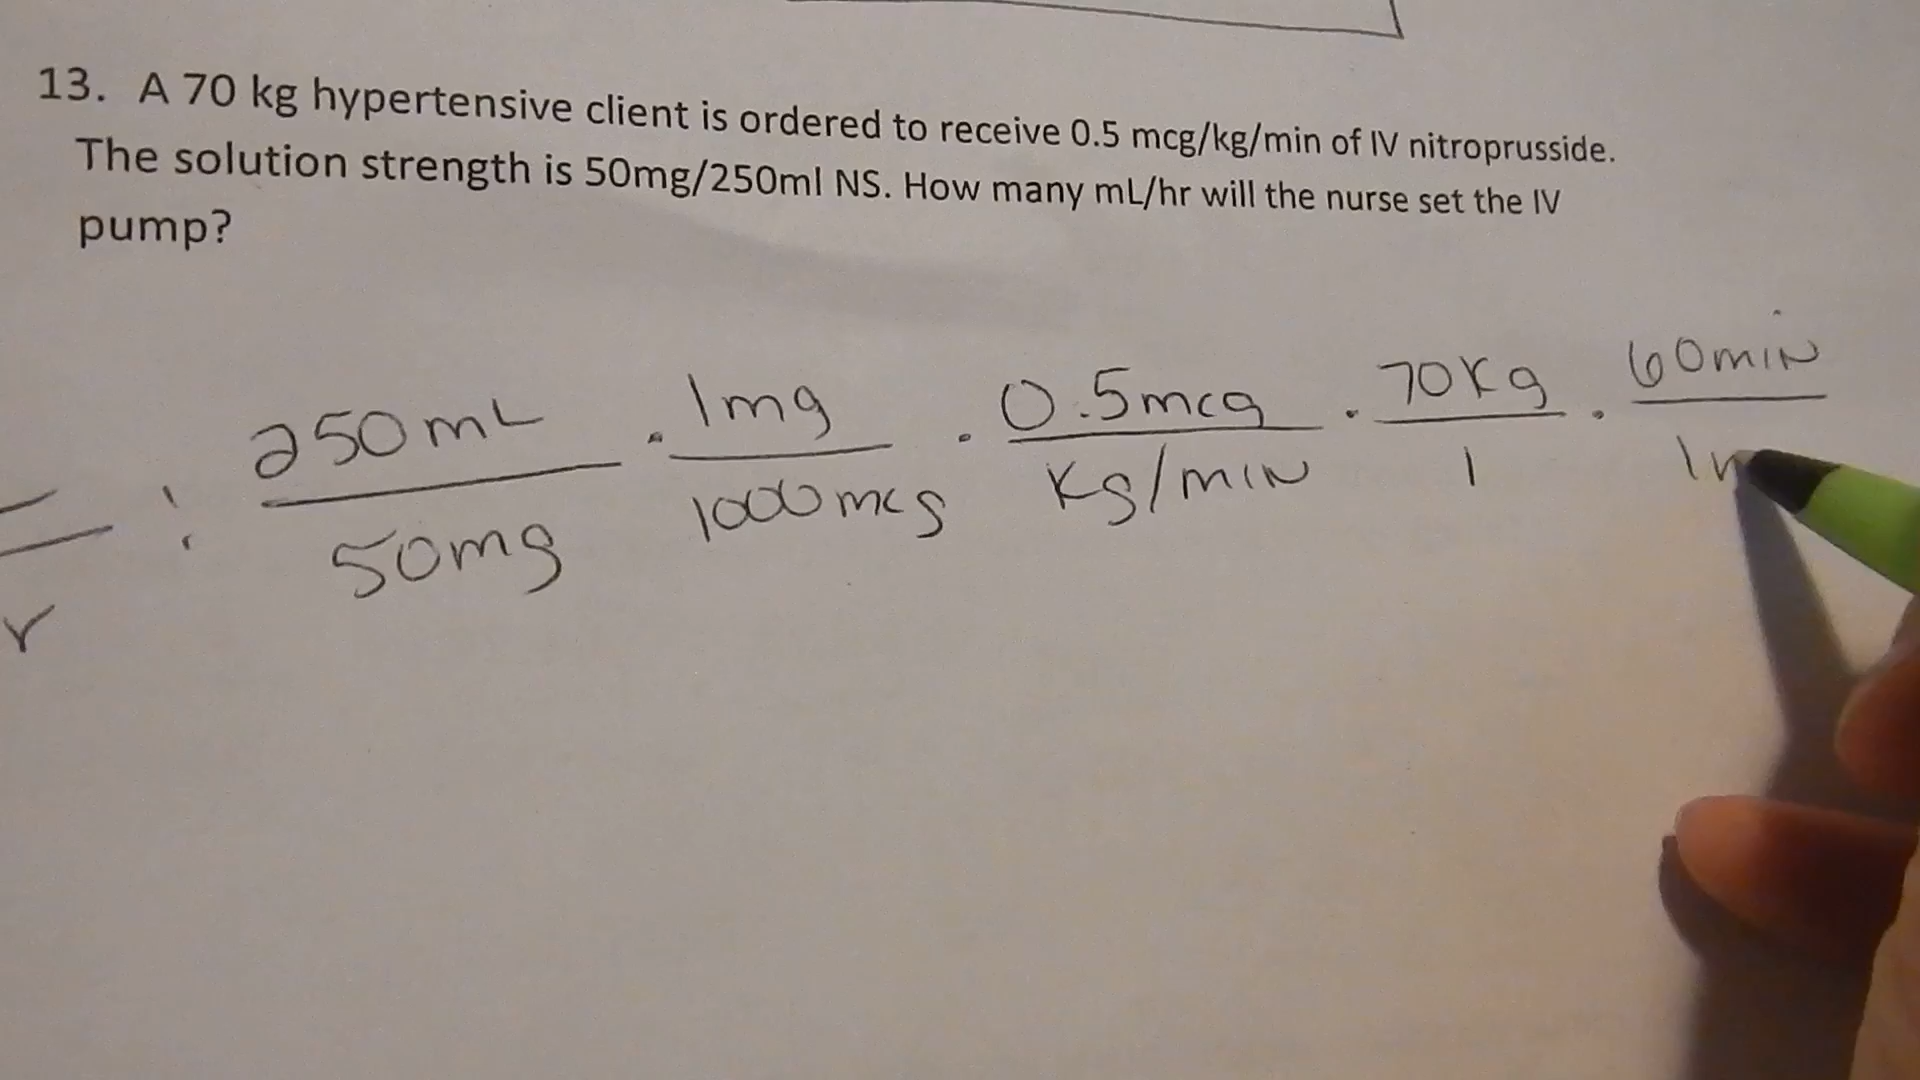 13. A 70 kg hypertensive client is ordered to receive 0.5 mcg/kg/min of IV nitroprusside.
The solution strength is 50mg/250ml NS. How many mL/hr will the nurse set the IV
pump?
= : 250mL . 1mg . 0.5mcg . 70Kg . 60min
50mg 1000mcg Kg/min 1 1h
r